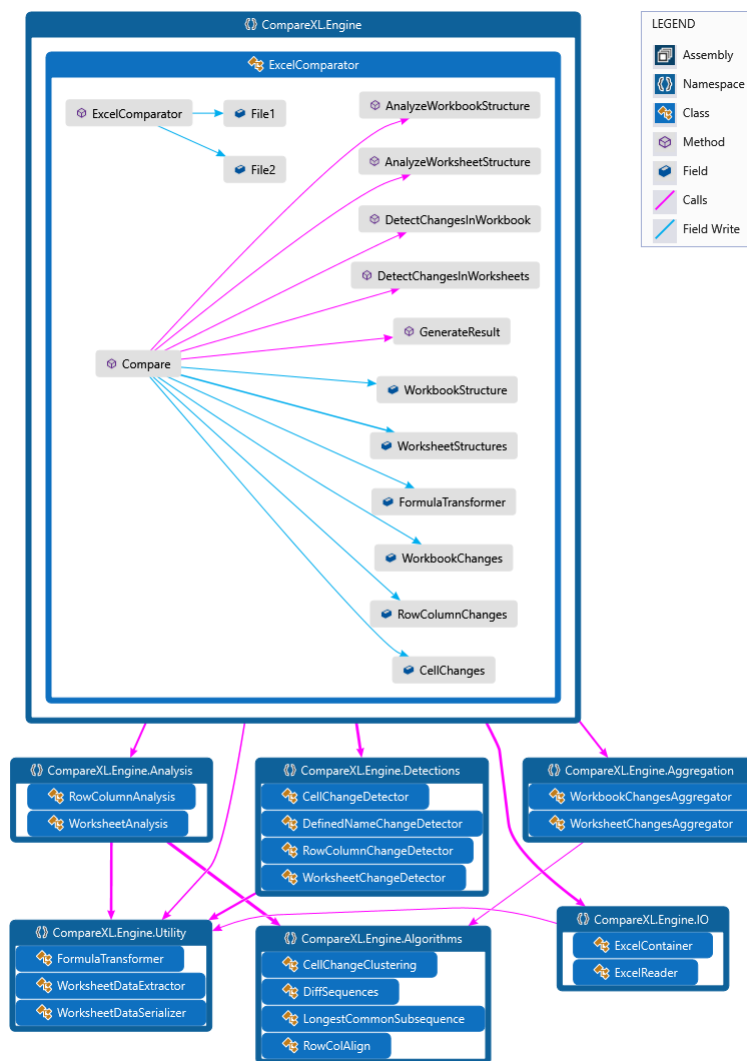 CompareXL.Engine
ExcelComparator
ExcelComparator
File1
File2
AnalyzeWorkbookStructure
AnalyzeWorksheetStructure
DetectChangesInWorkbook
DetectChangesInWorksheets
GenerateResult
Compare
WorkbookStructure
WorksheetStructures
FormulaTransformer
WorkbookChanges
RowColumnChanges
CellChanges
LEGEND
Assembly
Namespace
Class
Method
Field
Calls
Field Write
CompareXL.Engine.Analysis
RowColumnAnalysis
WorksheetAnalysis
CompareXL.Engine.Detections
CellChangeDetector
DefinedNameChangeDetector
RowColumnChangeDetector
WorksheetChangeDetector
CompareXL.Engine.Aggregation
WorkbookChangesAggregator
WorksheetChangesAggregator
CompareXL.Engine.Utility
FormulaTransformer
WorksheetDataExtractor
WorksheetDataSerializer
CompareXL.Engine.Algorithms
CellChangeClustering
DiffSequences
LongestCommonSubsequence
RowColAlign
CompareXL.Engine.IO
ExcelContainer
ExcelReader